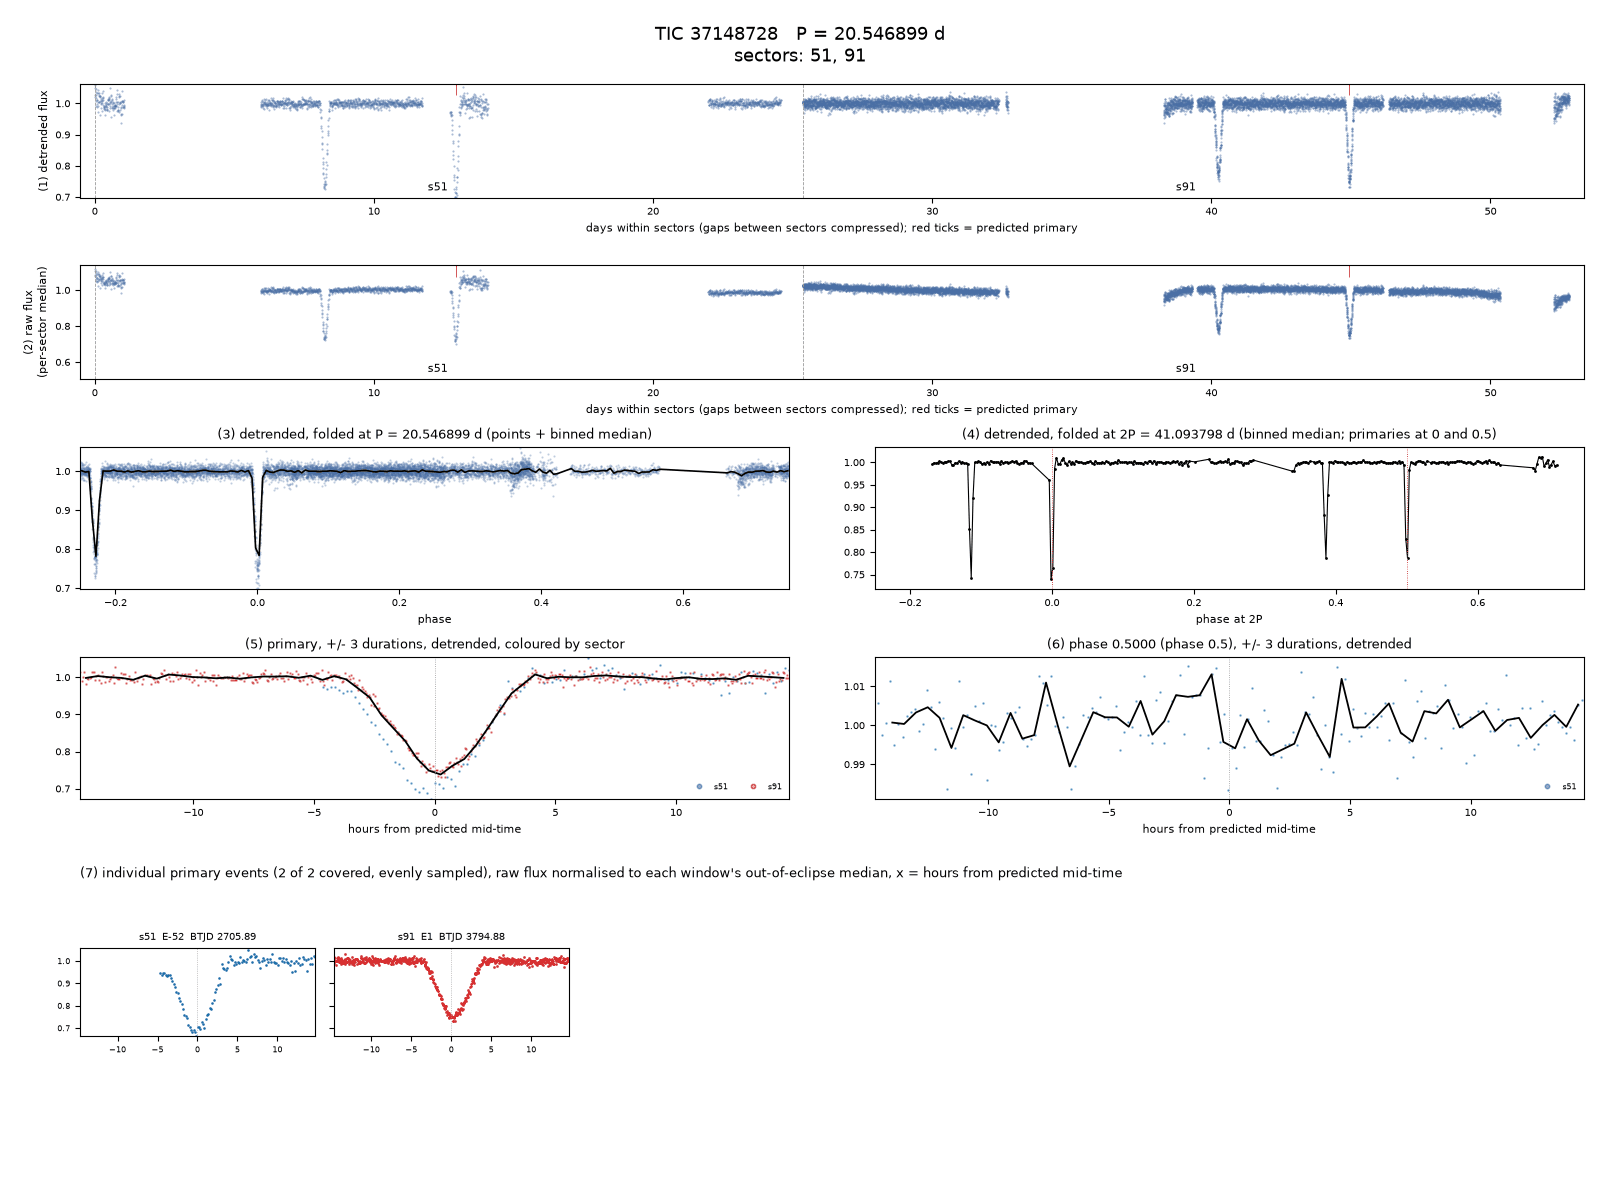 TIC 37148728   P = 20.546899 d
sectors: 51, 91
(1) detrended flux
1.0
0.9
0.8
0.7
s51
s91
0
10
20
30
40
50
days within sectors (gaps between sectors compressed); red ticks = predicted primary
(2) raw flux
(per-sector median)
1.0
0.8
0.6
s51
s91
0
10
20
30
40
50
days within sectors (gaps between sectors compressed); red ticks = predicted primary
(3) detrended, folded at P = 20.546899 d (points + binned median)
1.0
0.9
0.8
0.7
−0.2
0.0
0.2
0.4
0.6
phase
(4) detrended, folded at 2P = 41.093798 d (binned median; primaries at 0 and 0.5)
1.00
0.95
0.90
0.85
0.80
0.75
−0.2
0.0
0.2
0.4
0.6
phase at 2P
(5) primary, +/- 3 durations, detrended, coloured by sector
1.0
0.9
0.8
0.7
s51
s91
−10
−5
0
5
10
hours from predicted mid-time
(6) phase 0.5000 (phase 0.5), +/- 3 durations, detrended
1.01
1.00
0.99
s51
−10
−5
0
5
10
hours from predicted mid-time
(7) individual primary events (2 of 2 covered, evenly sampled), raw flux normalised to each window's out-of-eclipse median, x = hours from predicted mid-time
s51  E-52  BTJD 2705.89
1.0
0.9
0.8
0.7
−10
−5
0
5
10
s91  E1  BTJD 3794.88
−10
−5
0
5
10